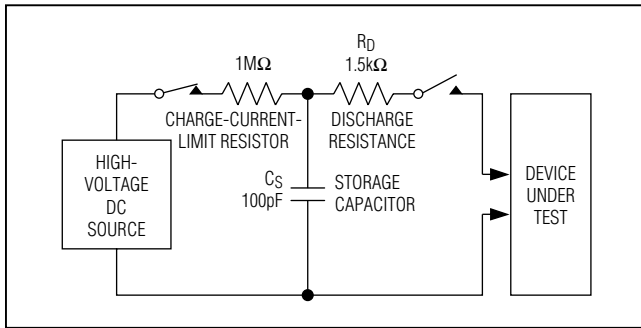 1MΩ
CHARGE-CURRENT-
LIMIT RESISTOR
RD
1.5kΩ
DISCHARGE
RESISTANCE
HIGH-
VOLTAGE
DC
SOURCE
CS
100pF
STORAGE
CAPACITOR
DEVICE
UNDER
TEST